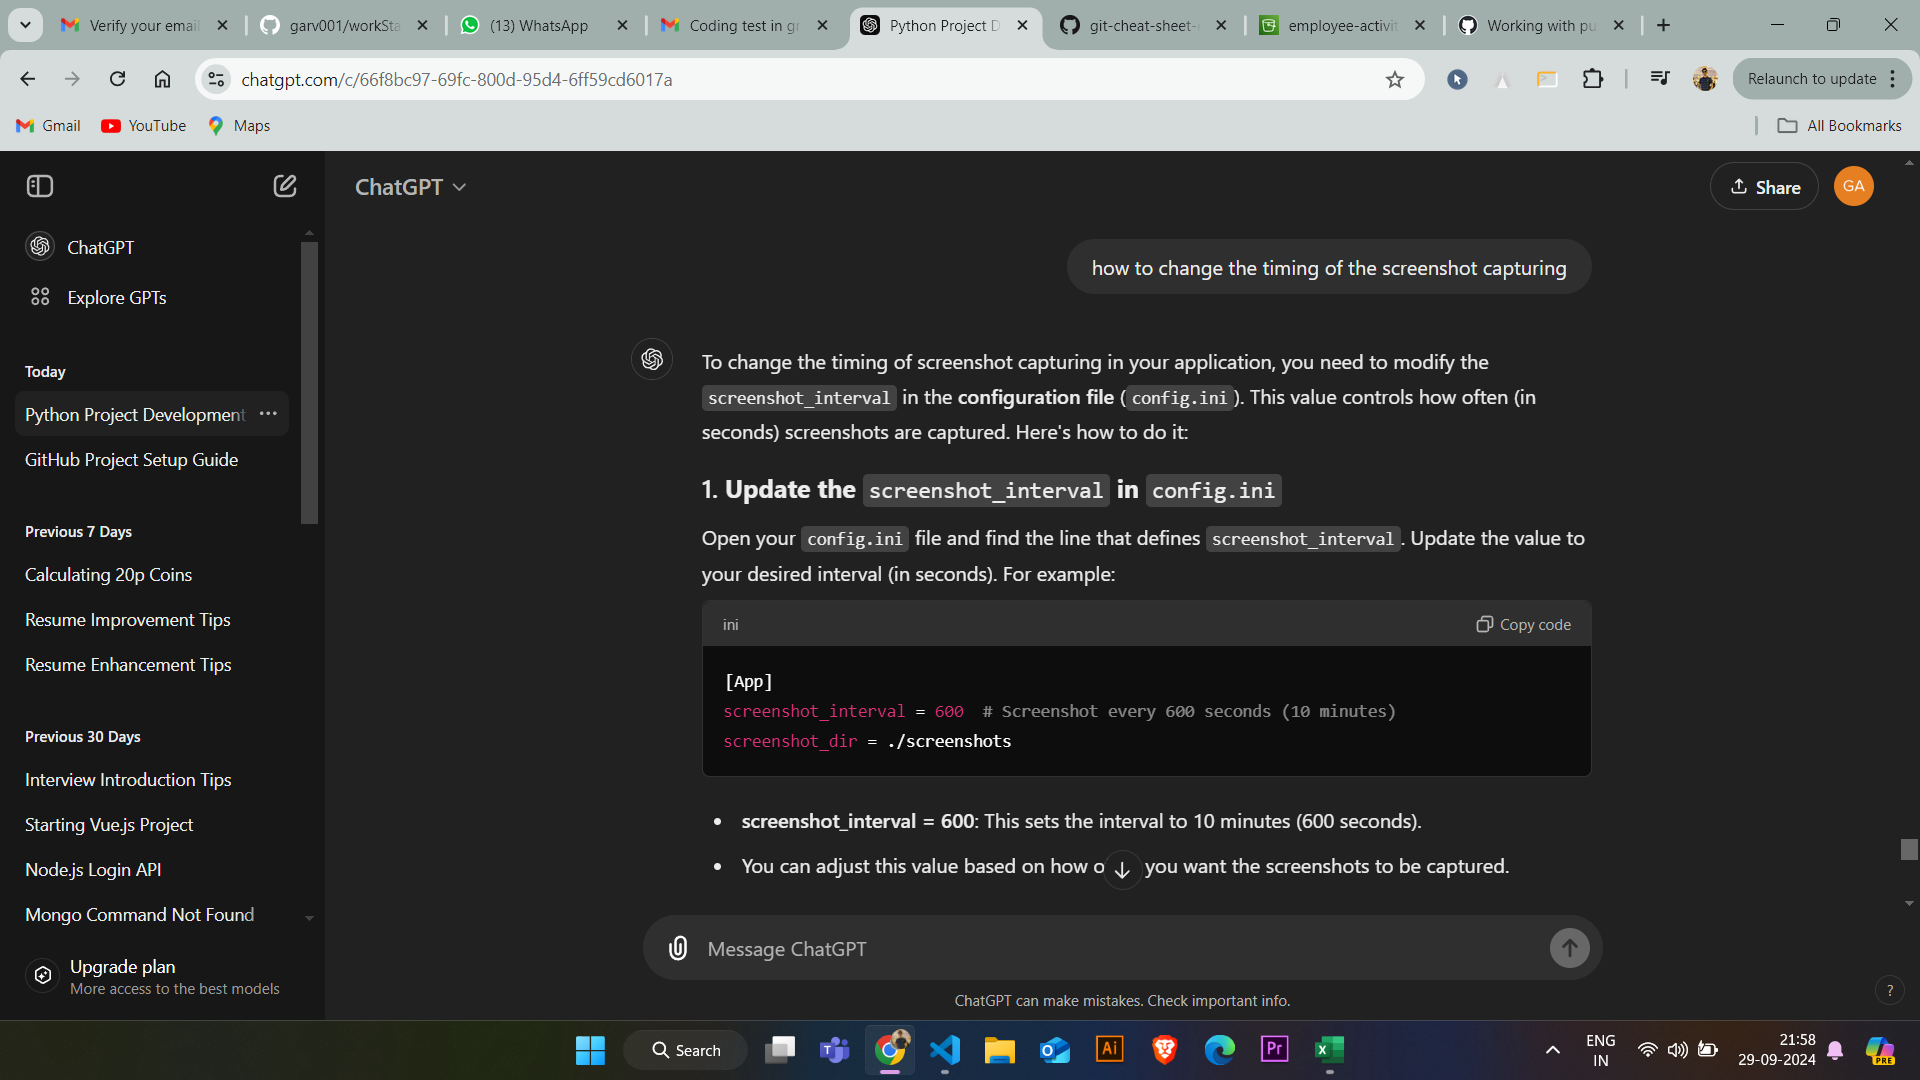 Verify your email
garv001/workSta
(13) WhatsApp
Coding test in gr
Python Project D
git-cheat-sheet-
employee-activit
Working with pu
chatgpt.com/c/66f8bc97-69fc-800d-95d4-6ff59cd6017a
Relaunch to update
Gmail
YouTube
Maps
All Bookmarks
ChatGPT
Share
GA
ChatGPT
Explore GPTs
Today
Python Project Development
GitHub Project Setup Guide
Previous 7 Days
Calculating 20p Coins
Resume Improvement Tips
Resume Enhancement Tips
Previous 30 Days
Interview Introduction Tips
Starting Vue.js Project
Node.js Login API
Mongo Command Not Found
Upgrade plan
More access to the best models
how to change the timing of the screenshot capturing
To change the timing of screenshot capturing in your application, you need to modify the
screenshot_interval in the configuration file (config.ini). This value controls how often (in
seconds) screenshots are captured. Here's how to do it:
1. Update the screenshot_interval in config.ini
Open your config.ini file and find the line that defines screenshot_interval. Update the value to
your desired interval (in seconds). For example:
ini
Copy code
[App]
screenshot_interval = 600 # Screenshot every 600 seconds (10 minutes)
screenshot_dir = ./screenshots
• screenshot_interval = 600: This sets the interval to 10 minutes (600 seconds).
• You can adjust this value based on how o you want the screenshots to be captured.
Message ChatGPT
ChatGPT can make mistakes. Check important info.
?
Search
Ai
Pr
ENG
IN
21:58
29-09-2024
PRE